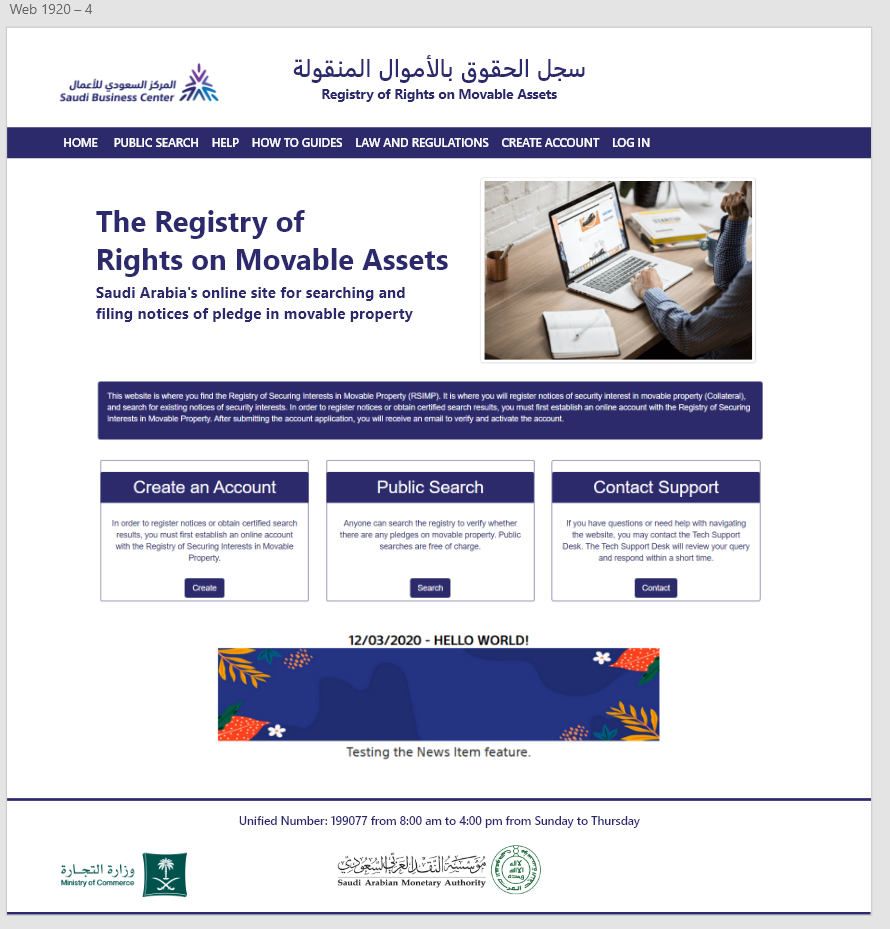 Web 1920 – 4
المركز السعودي للأعمال
Saudi Business Center
سجل الحقوق بالأموال المنقولة
Registry of Rights on Movable Assets
HOME PUBLIC SEARCH HELP HOW TO GUIDES LAW AND REGULATIONS CREATE ACCOUNT LOG IN
The Registry of
Rights on Movable Assets
Saudi Arabia's online site for searching and
filing notices of pledge in movable property
This website is where you find the Registry of Securing Interests in Movable Property (RSIMP). It is where you will register notices of security interest in movable property (Collateral),
and search for existing notices of security interests. In order to register notices or obtain certified search results, you must first establish an online account with the Registry of Securing
Interests in Movable Property. After submitting the account application, you will receive an email to verify and activate the account.
Create an Account
In order to register notices or obtain certified search
results, you must first establish an online account
with the Registry of Securing Interests in Movable
Property.
Create
Public Search
Anyone can search the registry to verify whether
there are any pledges on movable property. Public
searches are free of charge.
Search
Contact Support
If you have questions or need help with navigating
the website, you may contact the Tech Support
Desk. The Tech Support Desk will review your query
and respond within a short time.
Contact
12/03/2020 - HELLO WORLD!
Testing the News Item feature.
Unified Number: 199077 from 8:00 am to 4:00 pm from Sunday to Thursday
وزارة التجارة
Ministry of Commerce
مؤسسة النقد العربي السعودي
Saudi Arabian Monetary Authority